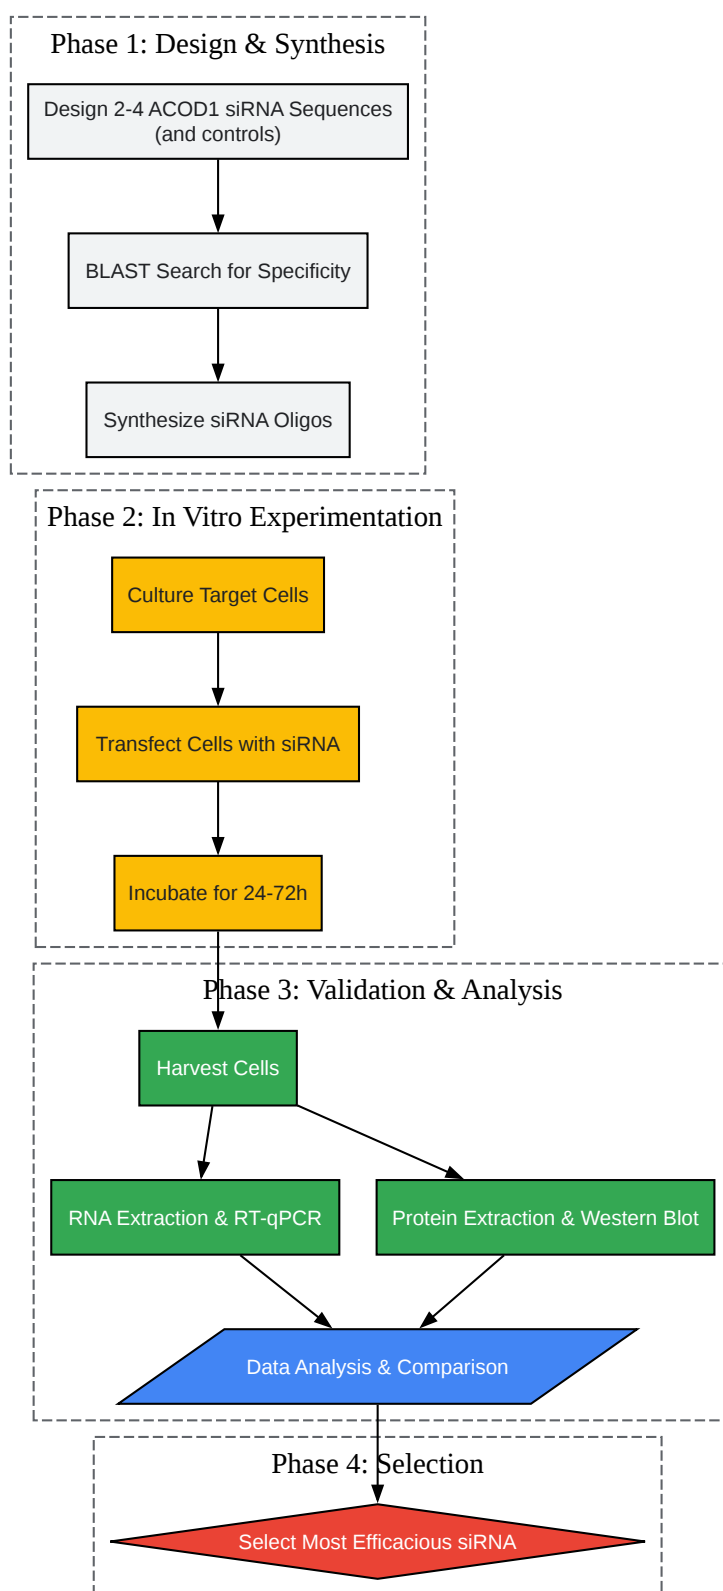 Phase 1: Design & Synthesis
Design 2-4 ACOD1 siRNA Sequences
(and controls)
BLAST Search for Specificity
Synthesize siRNA Oligos
Phase 2: In Vitro Experimentation
Culture Target Cells
Transfect Cells with siRNA
Incubate for 24-72h
Phase 3: Validation & Analysis
Harvest Cells
RNA Extraction & RT-qPCR
Protein Extraction & Western Blot
Data Analysis & Comparison
Phase 4: Selection
Select Most Efficacious siRNA